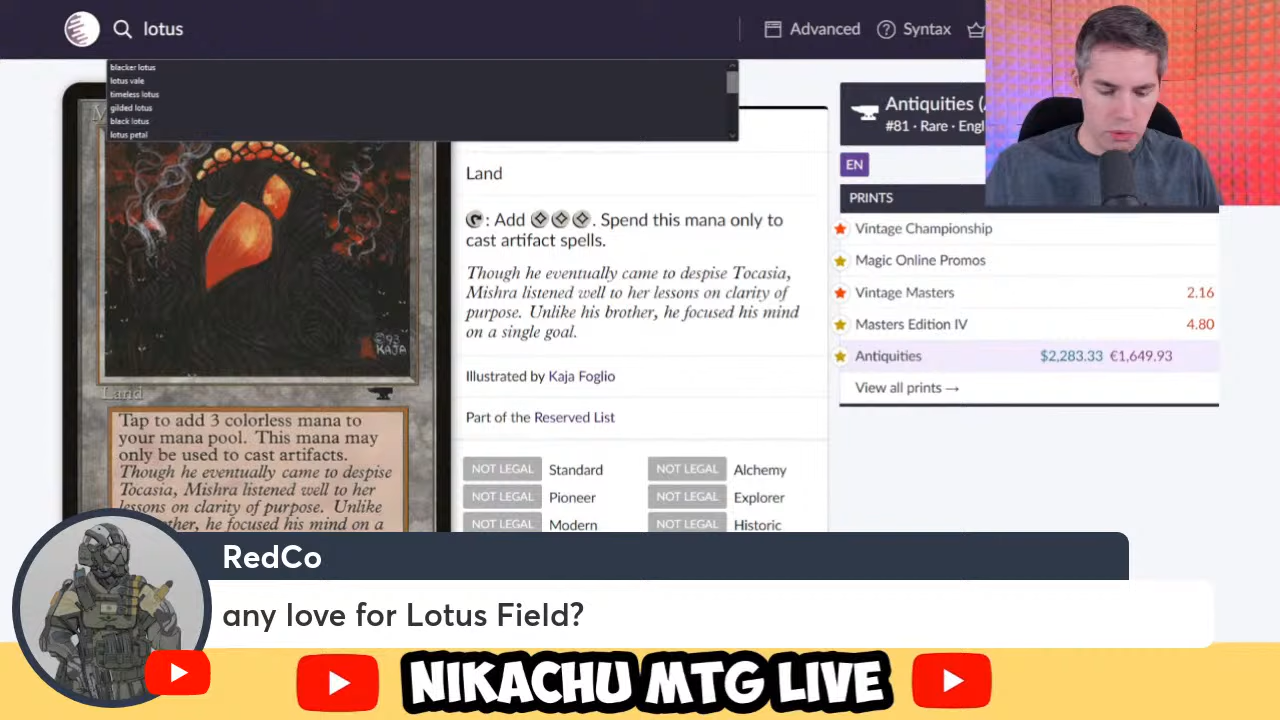 lotus
Advanced
Syntax
blacker lotus
lotus vale
timeless lotus
gilded lotus
black lotus
lotus petal
©93
KAJA
Land
Tap to add 3 colorless mana to
your mana pool. This mana may
only be used to cast artifacts.
Though he eventually came to despise
Tocasia, Mishra listened well to her
lessons on clarity of purpose. Unlike
brother, he focused his mind on a
Land
: Add . Spend this mana only to
cast artifact spells.
Though he eventually came to despise Tocasia,
Mishra listened well to her lessons on clarity of
purpose. Unlike his brother, he focused his mind
on a single goal.
Illustrated by Kaja Foglio
Part of the Reserved List
NOT LEGAL Standard NOT LEGAL Alchemy
NOT LEGAL Pioneer NOT LEGAL Explorer
NOT LEGAL Modern NOT LEGAL Historic
Antiquities (
#81 · Rare · Engl
EN
PRINTS
Vintage Championship
Magic Online Promos
Vintage Masters 2.16
Masters Edition IV 4.80
Antiquities $2,283.33 €1,649.93
View all prints →
RedCo
any love for Lotus Field?
NIKACHU MTG LIVE